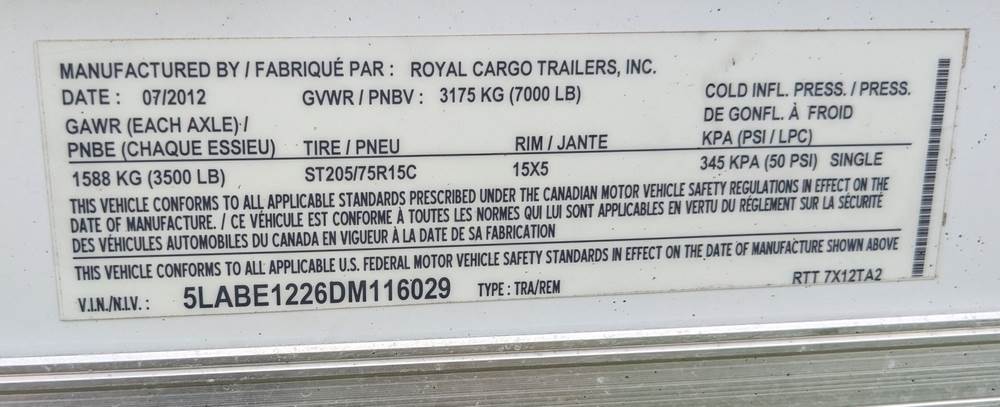 MANUFACTURED BY / FABRIQUÉ PAR : ROYAL CARGO TRAILERS, INC.
DATE : 07/2012 GVWR / PNBV : 3175 KG (7000 LB) COLD INFL. PRESS. / PRESS.
DE GONFL. À FROID
GAWR (EACH AXLE) /
PNBE (CHAQUE ESSIEU) TIRE / PNEU RIM / JANTE KPA (PSI / LPC)
1588 KG (3500 LB) ST205/75R15C 15X5 345 KPA (50 PSI) SINGLE
THIS VEHICLE CONFORMS TO ALL APPLICABLE STANDARDS PRESCRIBED UNDER THE CANADIAN MOTOR VEHICLE SAFETY REGULATIONS IN EFFECT ON THE
DATE OF MANUFACTURE. / CE VÉHICULE EST CONFORME À TOUTES LES NORMES QUI LUI SONT APPLICABLES EN VERTU DU RÉGLEMENT SUR LA SÉCURITÉ
DES VÉHICULES AUTOMOBILES DU CANADA EN VIGUEUR À LA DATE DE SA FABRICATION
THIS VEHICLE CONFORMS TO ALL APPLICABLE U.S. FEDERAL MOTOR VEHICLE SAFETY STANDARDS IN EFFECT ON THE DATE OF MANUFACTURE SHOWN ABOVE
V.I.N./N.I.V. : 5LABE1226DM116029 TYPE : TRA/REM RTT 7X12TA2